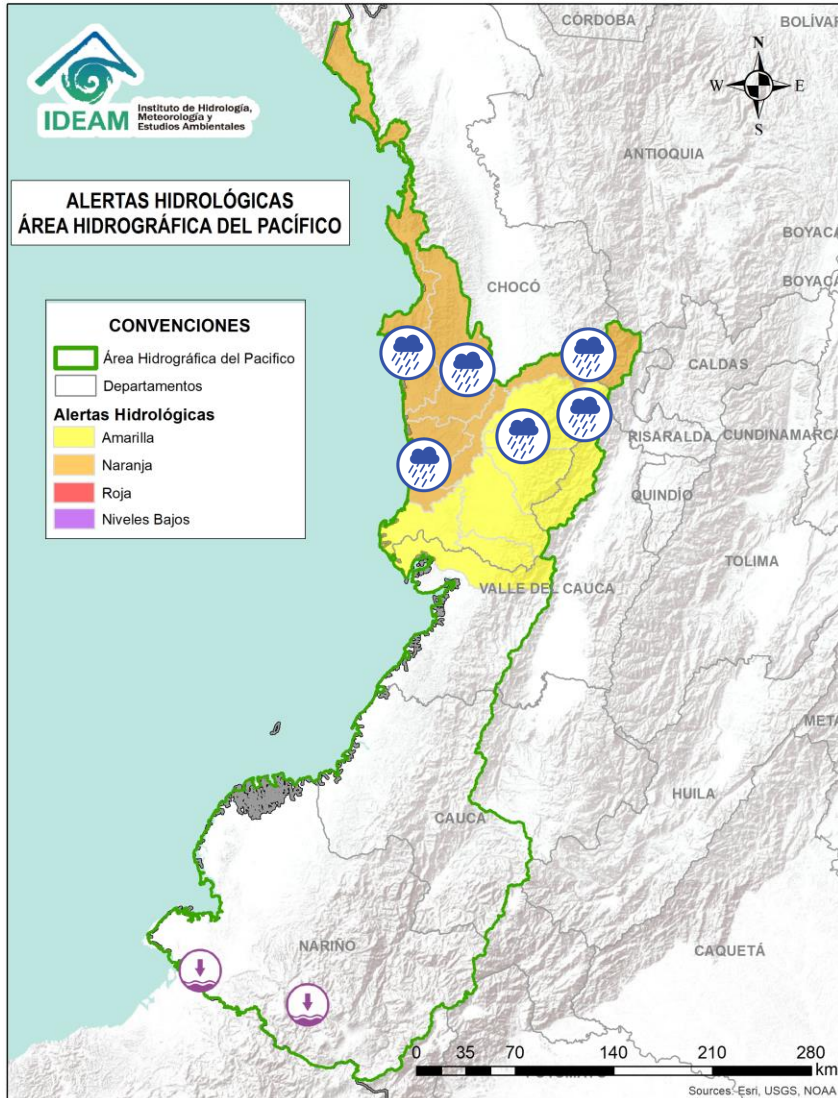 CÓRDOBA
BOLÍVAR
N
W
E
S
IDEAM
Instituto de Hidrología,
Meteorología y
Estudios Ambientales
ANTIOQUIA
ALERTAS HIDROLÓGICAS
ÁREA HIDROGRÁFICA DEL PACÍFICO
BOYACÁ
BOYACÁ
CHOCÓ
CONVENCIONES
Área Hidrográfica del Pacifico
Departamentos
Alertas Hidrológicas
Amarilla
Naranja
Roja
Niveles Bajos
CALDAS
RISARALDA
CUNDINAMARCA
QUINDÍO
TOLIMA
VALLE DEL CAUCA
META
HUILA
CAUCA
NARIÑO
CAQUETÁ
0 35 70 140 210 280
km
Sources: Esri, USGS, NOAA